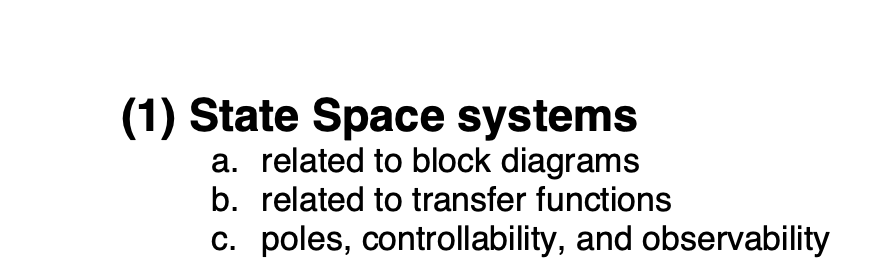 (1) State Space systems
a. related to block diagrams
b. related to transfer functions
c. poles, controllability, and observability